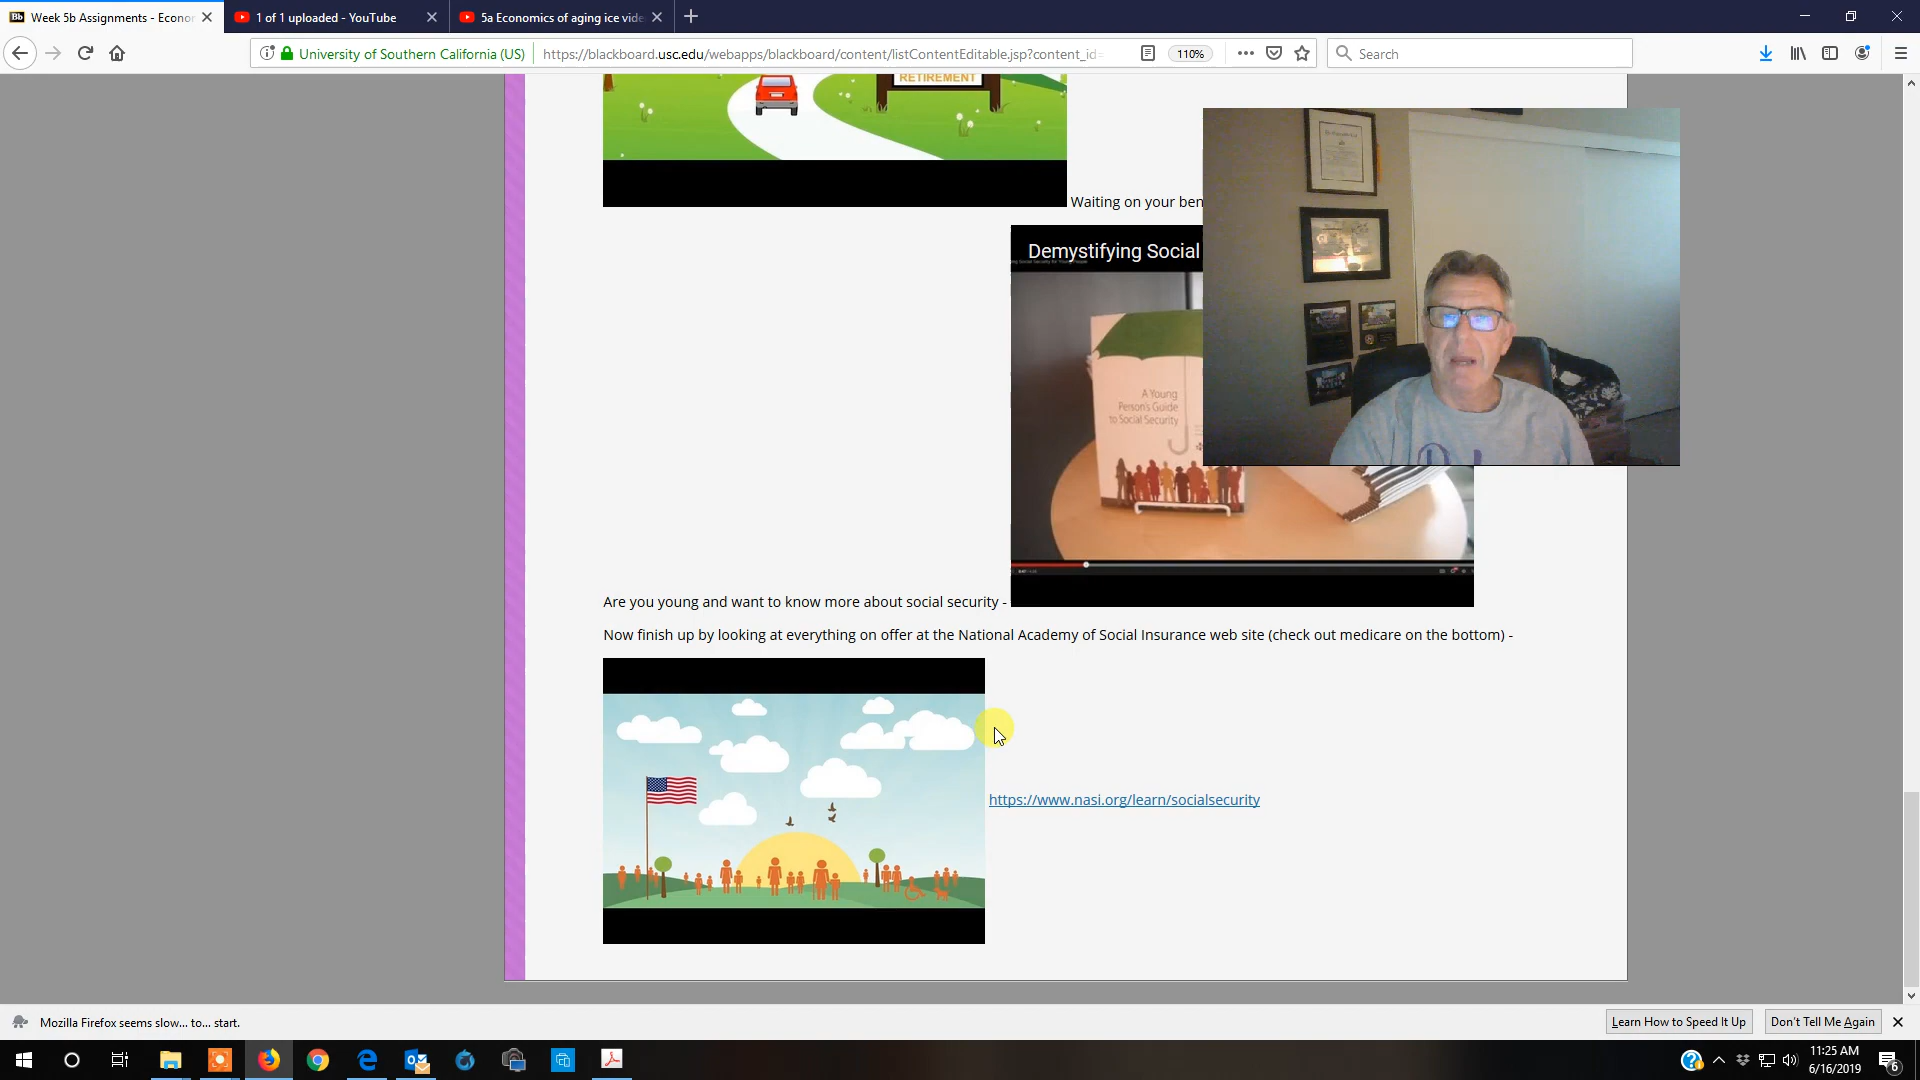 Week 5b Assignments - Econo
1 of 1 uploaded - YouTube
5a Economics of aging ice vide
University of Southern California (US)
https://blackboard.usc.edu/webapps/blackboard/content/listContentEditable.jsp?content_id=
110%
Search
RETIREMENT
Waiting on your ben
Demystifying Social
A Young
Person's Guide
to Social Security
Are you young and want to know more about social security -
Now finish up by looking at everything on offer at the National Academy of Social Insurance web site (check out medicare on the bottom) -
https://www.nasi.org/learn/socialsecurity
Mozilla Firefox seems slow... to... start.
Learn How to Speed It Up
Don't Tell Me Again
11:25 AM
6/16/2019
6